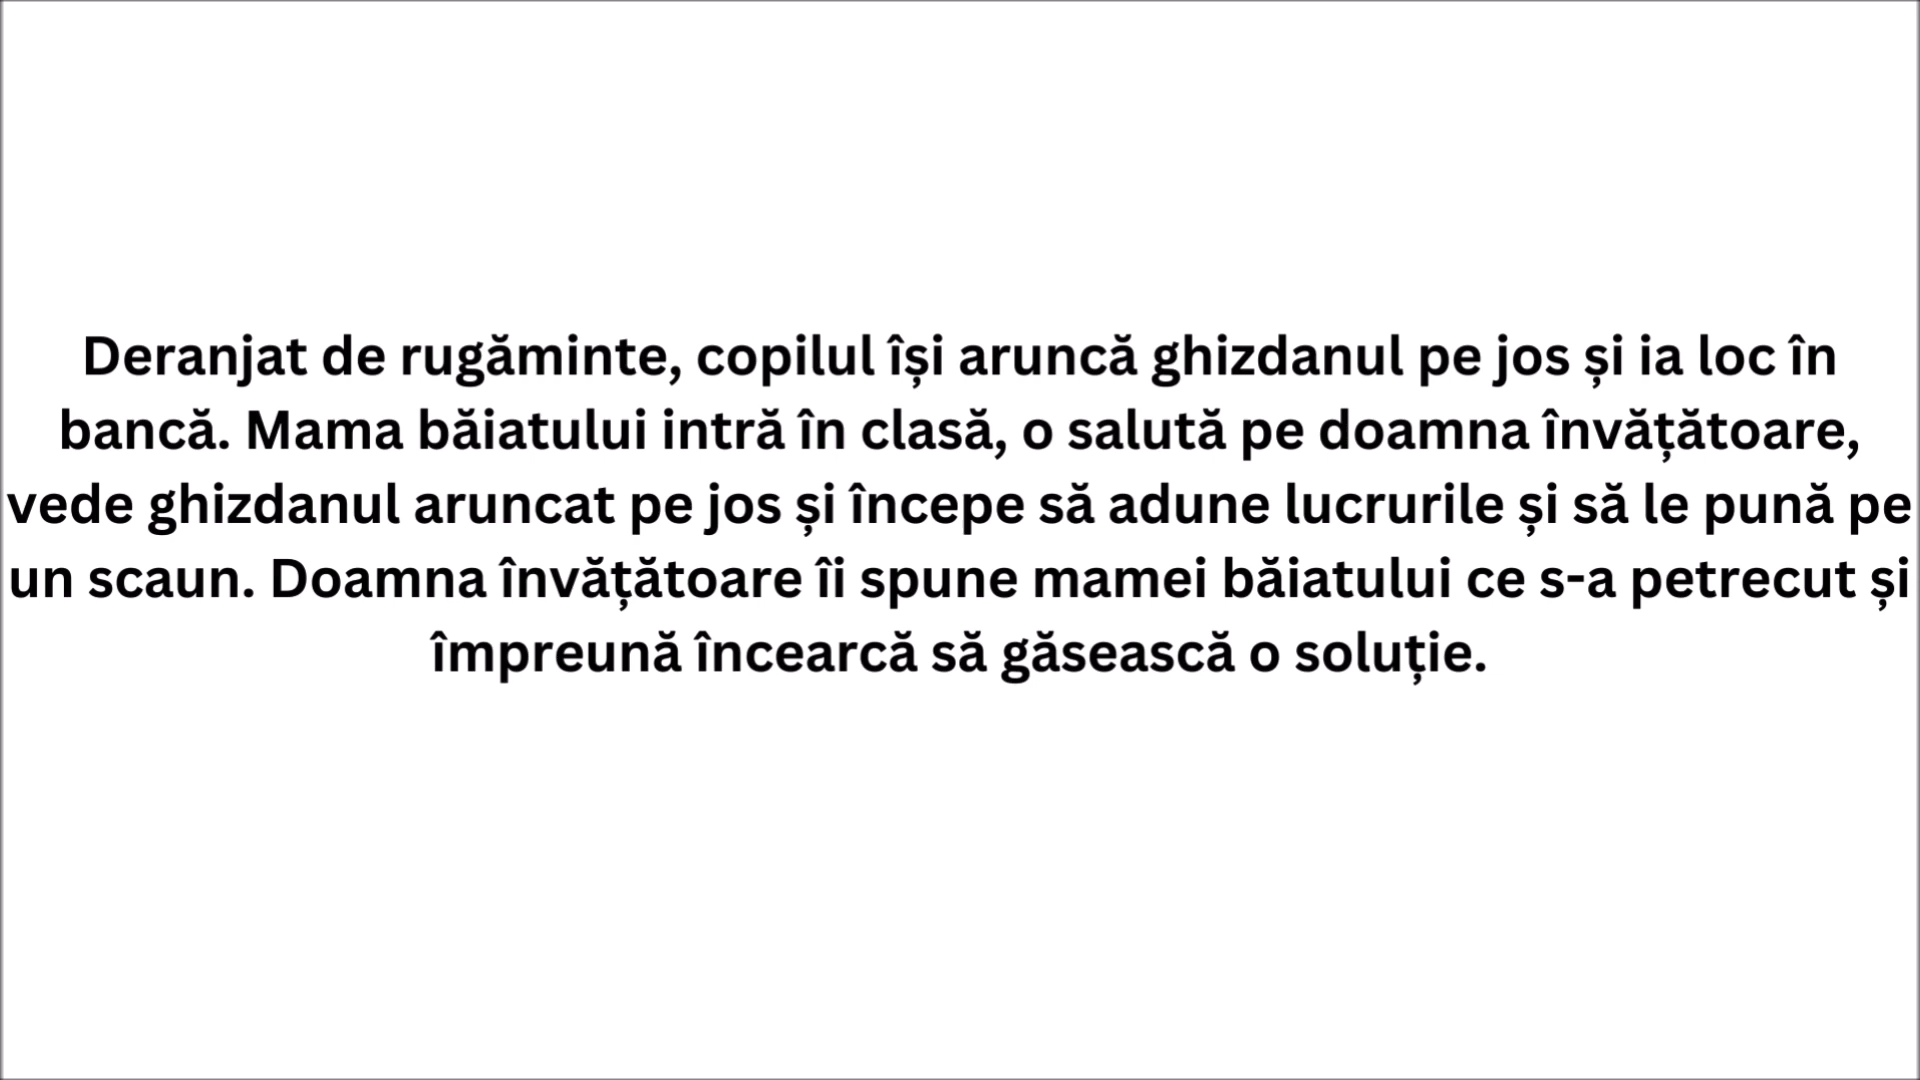 Deranjat de rugăminte, copilul își aruncă ghizdanul pe jos și ia loc în
bancă. Mama băiatului intră în clasă, o salută pe doamna învățătoare,
vede ghizdanul aruncat pe jos și începe să adune lucrurile și să le pună pe
un scaun. Doamna învățătoare îi spune mamei băiatului ce s-a petrecut și
împreună încearcă să găsească o soluție.